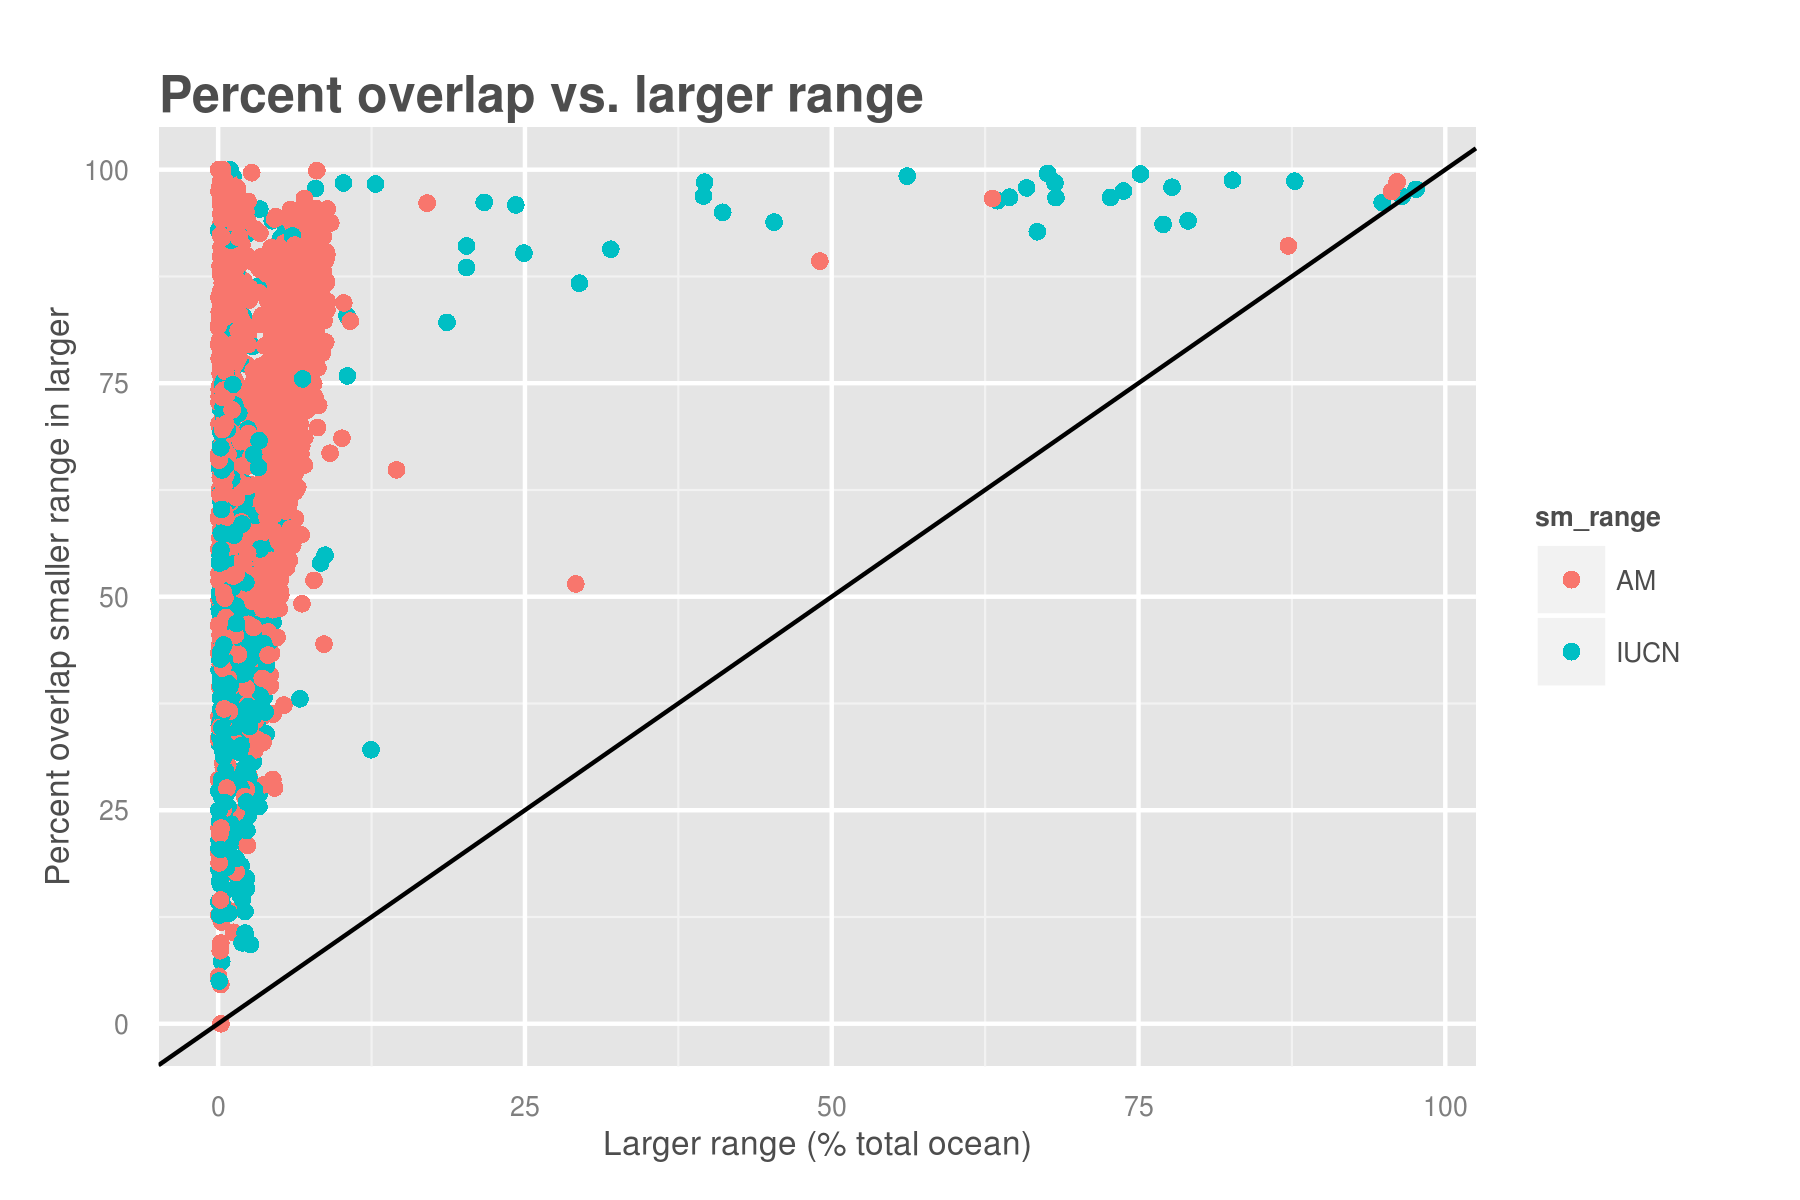 Percent overlap vs. larger range
Percent overlap smaller range in larger
100
75
50
25
0
0
25
50
75
100
Larger range (% total ocean)
sm_range
AM
IUCN